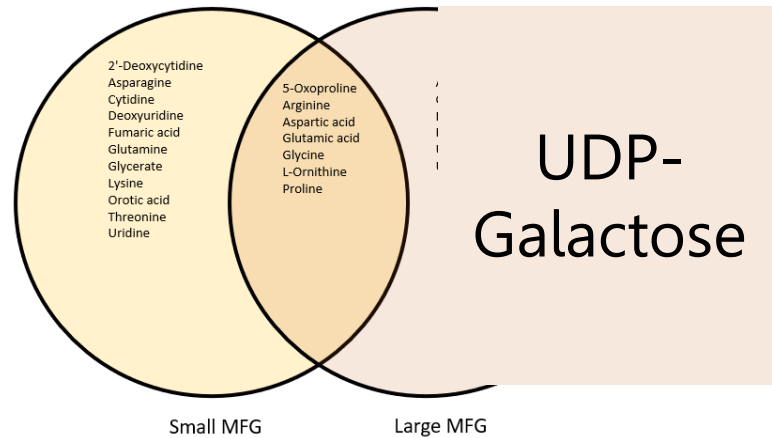 2'-Deoxycytidine
Asparagine
Cytidine
Deoxyuridine
Fumaric acid
Glutamine
Glycerate
Lysine
Orotic acid
Threonine
Uridine
5-Oxoproline
Arginine
Aspartic acid
Glutamic acid
Glycine
L-Ornithine
Proline
UDP-
Galactose
Small MFG
Large MFG